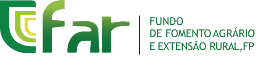 far
FUNDO
DE FOMENTO AGRÁRIO
E EXTENSÃO RURAL,FP